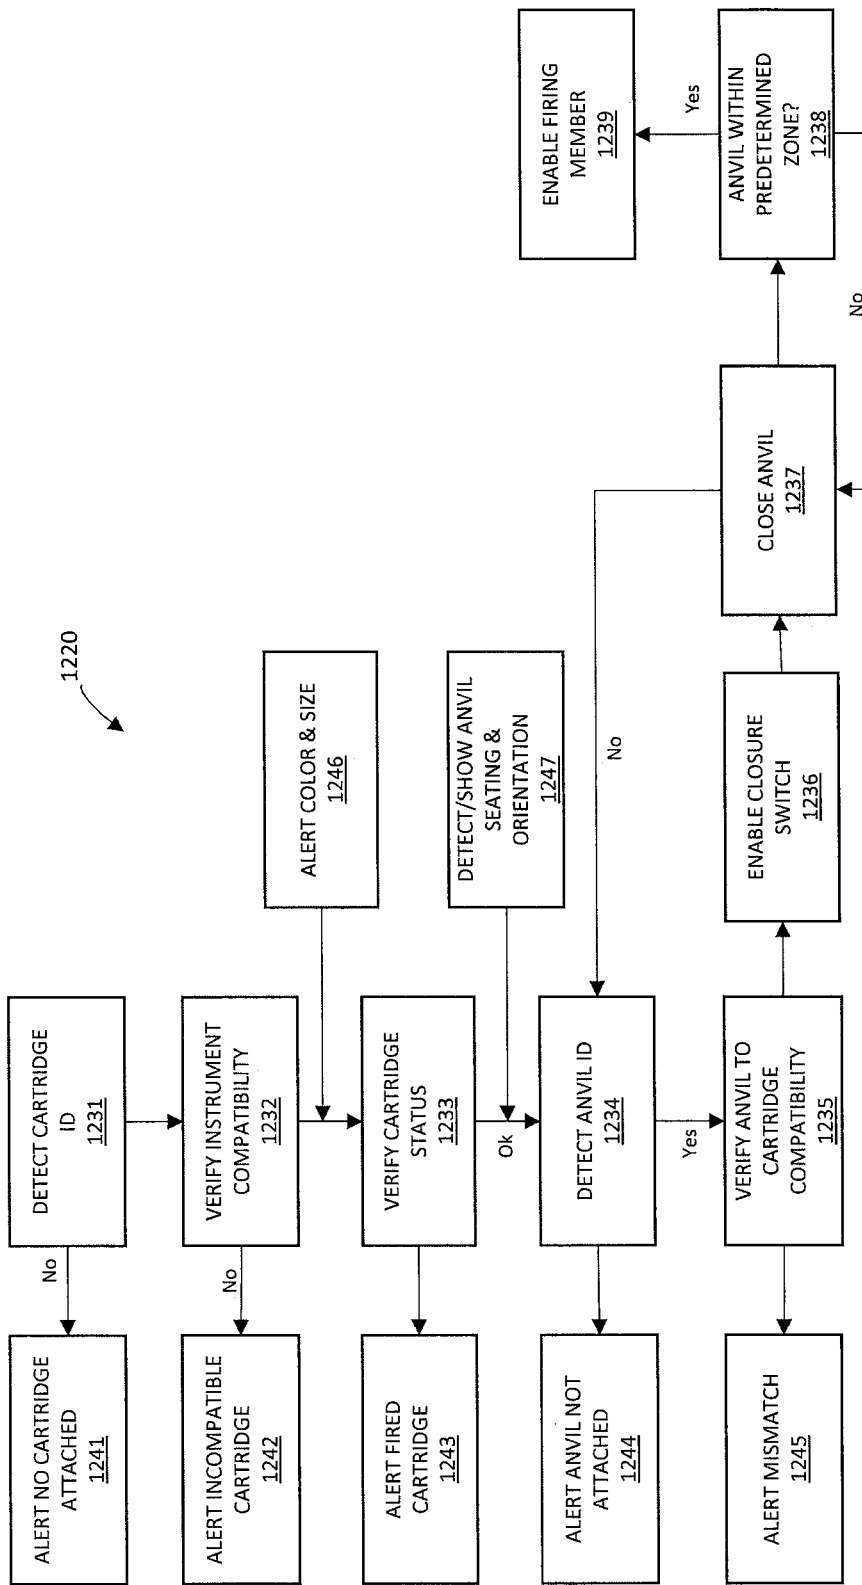 1220
DETECT CARTRIDGE
ID
1231
No
ALERT NO CARTRIDGE
ATTACHED
1241
VERIFY INSTRUMENT
COMPATIBILITY
1232
No
ALERT INCOMPATIBLE
CARTRIDGE
1242
ALERT COLOR & SIZE
1246
VERIFY CARTRIDGE
STATUS
1233
ALERT FIRED
CARTRIDGE
1243
Ok
DETECT/SHOW ANVIL
SEATING &
ORIENTATION
1247
DETECT ANVIL ID
1234
ALERT ANVIL NOT
ATTACHED
1244
No
Yes
VERIFY ANVIL TO
CARTRIDGE
COMPATIBILITY
1235
ALERT MISMATCH
1245
ENABLE CLOSURE
SWITCH
1236
CLOSE ANVIL
1237
No
ANVIL WITHIN
PREDETERMINED
ZONE?
1238
Yes
ENABLE FIRING
MEMBER
1239